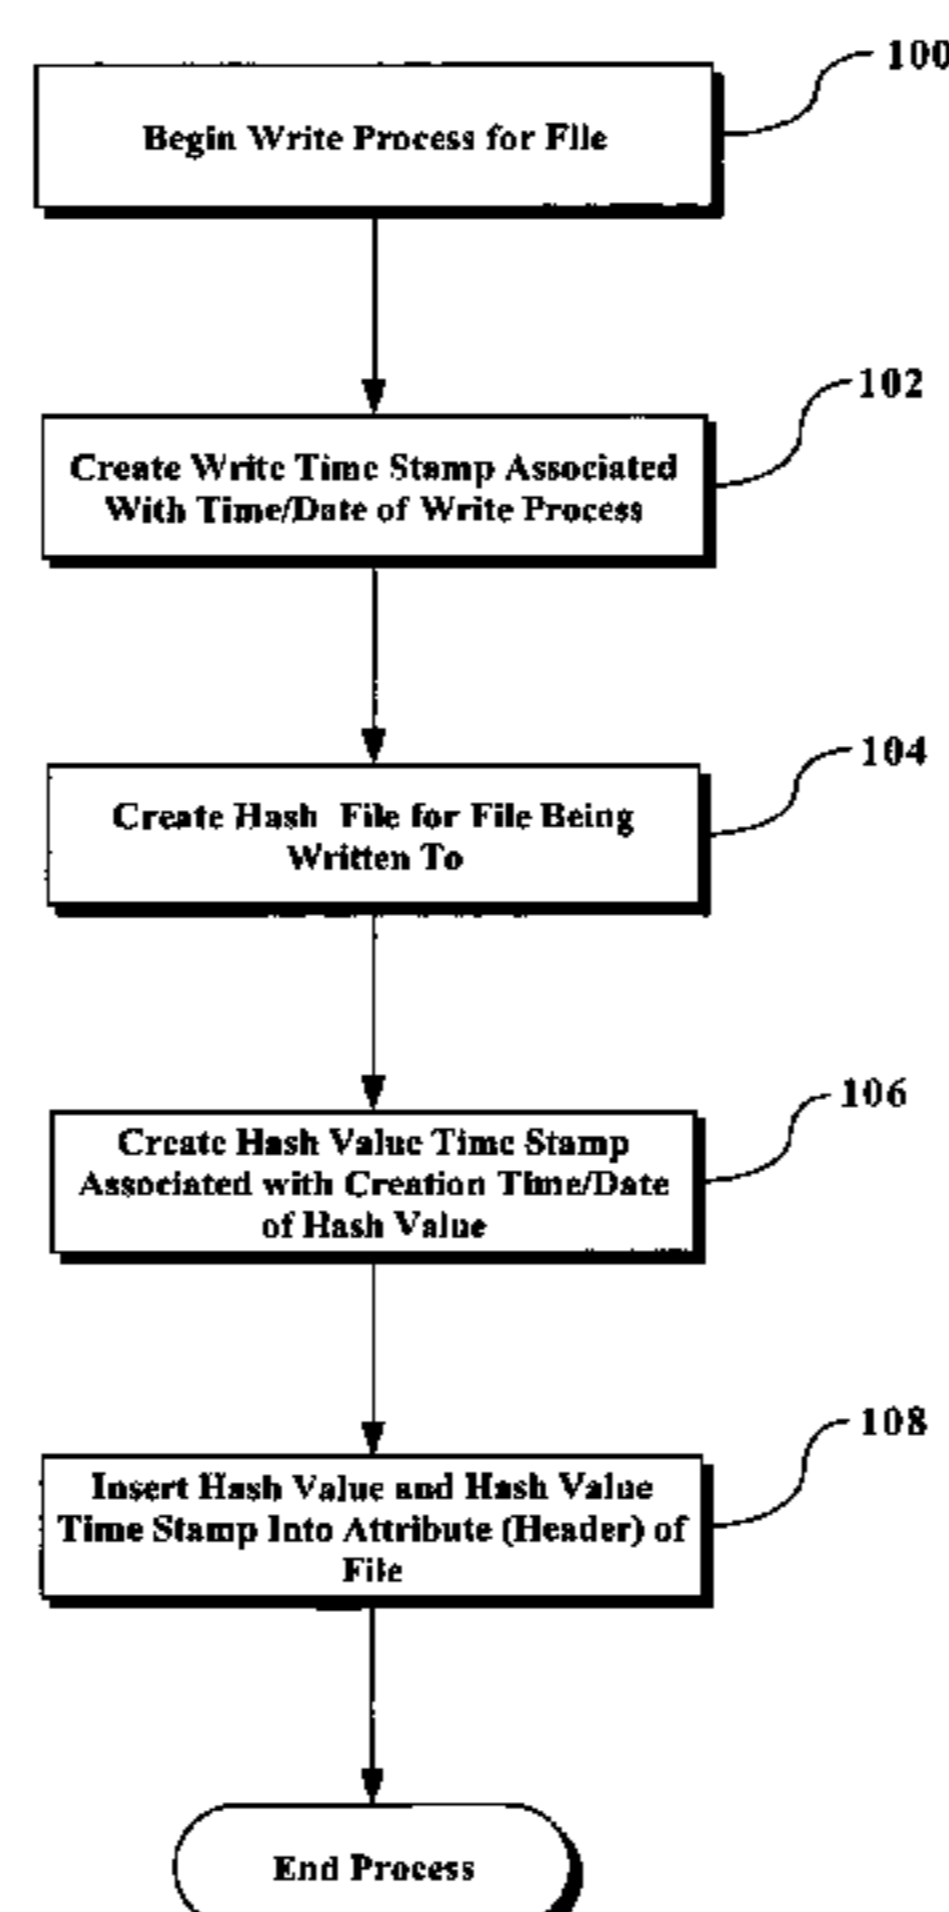 100
Begin Write Process for File
102
Create Write Time Stamp Associated
With Time/Date of Write Process
104
Create Hash File for File Being
Written To
106
Create Hash Value Time Stamp
Associated with Creation Time/Date
of Hash Value
108
Insert Hash Value and Hash Value
Time Stamp Into Attribute (Header) of
File
End Process